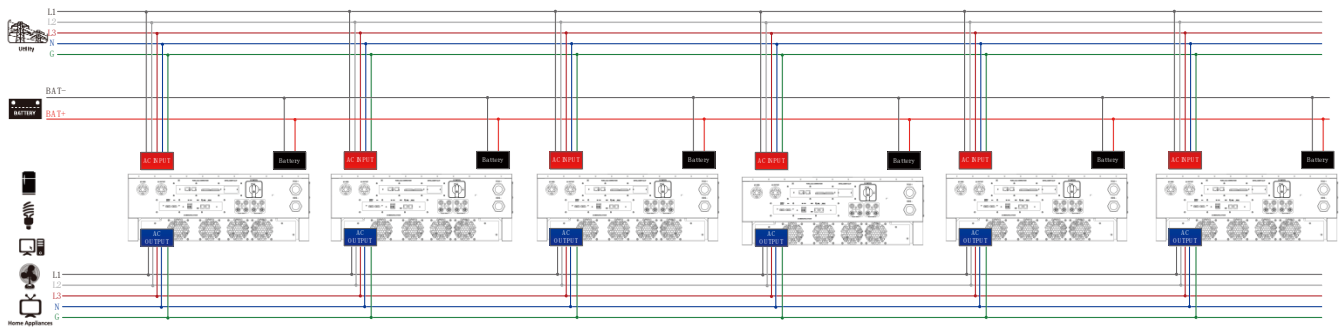 L1
L2
L3
N
G
Utility
BAT-
BATTERY
BAT+
AC INPUT
Battery
AC INPUT
Battery
AC INPUT
Battery
AC INPUT
Battery
AC INPUT
Battery
AC INPUT
Battery
AC
OUTPUT
AC
OUTPUT
AC
OUTPUT
AC
OUTPUT
AC
OUTPUT
AC
OUTPUT
L1
L2
L3
N
G
Home Appliances